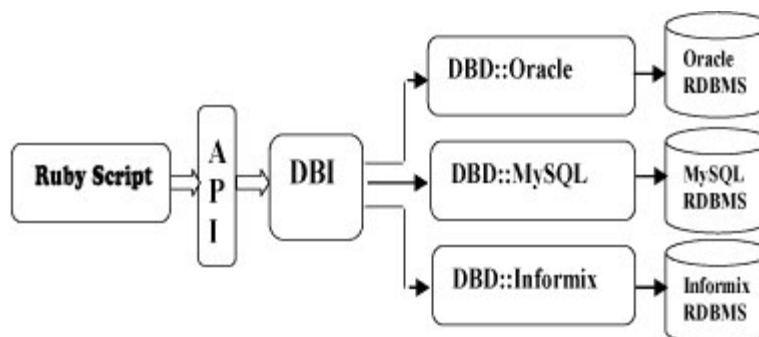 Ruby Script
A
P
I
DBI
DBD::Oracle
Oracle
RDBMS
DBD::MySQL
MySQL
RDBMS
DBD::Informix
Informix
RDBMS